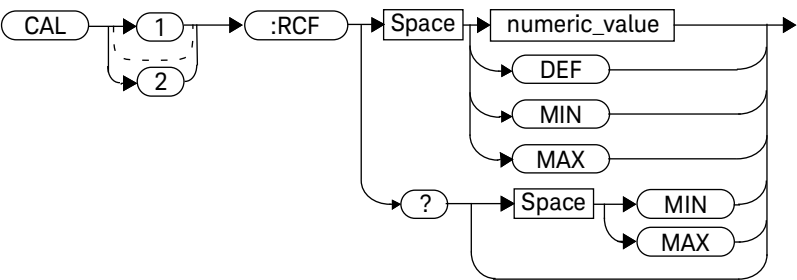 CAL
1
:RCF
Space
numeric_value
2
DEF
MIN
MAX
?
Space
MIN
MAX